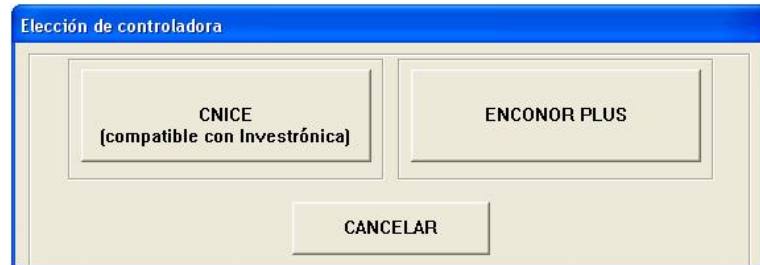 Elección de controladora
CNICE
(compatible con Investrónica)
ENCONOR PLUS
CANCELAR